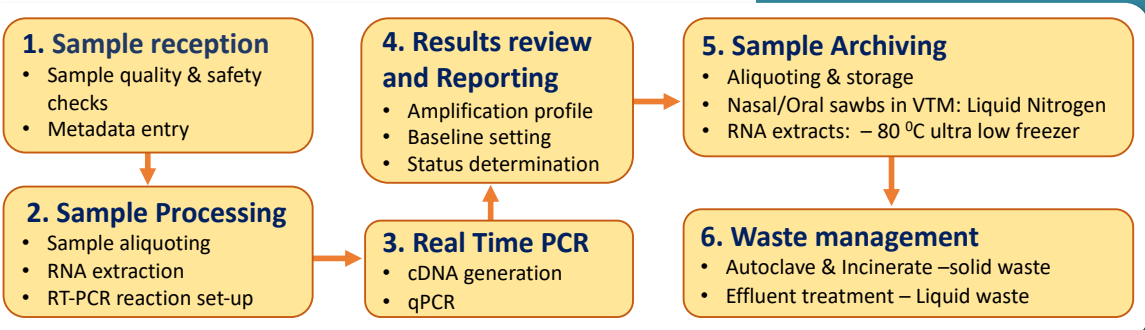 1. Sample reception
• Sample quality & safety
checks
• Metadata entry
2. Sample Processing
• Sample aliquoting
• RNA extraction
• RT-PCR reaction set-up
3. Real Time PCR
• cDNA generation
• qPCR
4. Results review
and Reporting
• Amplification profile
• Baseline setting
• Status determination
5. Sample Archiving
• Aliquoting & storage
• Nasal/Oral sawbs in VTM: Liquid Nitrogen
• RNA extracts: – 80 ⁰C ultra low freezer
6. Waste management
• Autoclave & Incinerate –solid waste
• Effluent treatment – Liquid waste